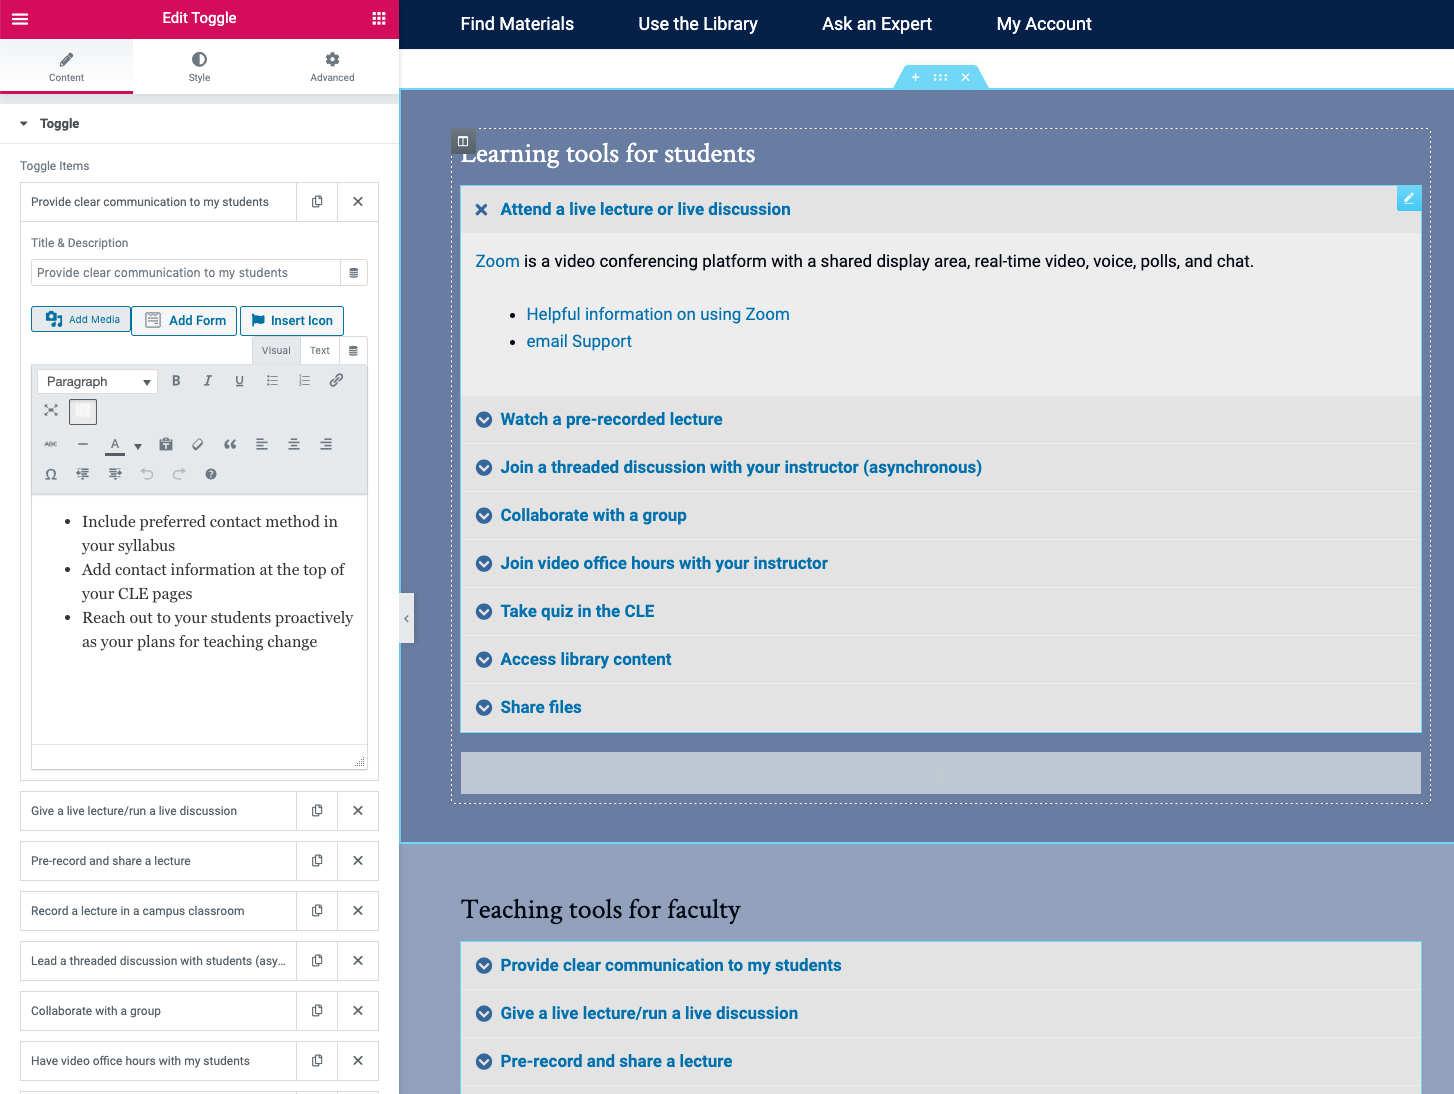 Edit Toggle
Content
Style
Advanced
Toggle
Toggle Items
Provide clear communication to my students
Title & Description
Provide clear communication to my students
Add Media
Add Form
Insert Icon
Visual
Text
Paragraph
B
I
U
ABC
A
Ω
Include preferred contact method in
your syllabus
Add contact information at the top of
your CLE pages
Reach out to your students proactively
as your plans for teaching change
Give a live lecture/run a live discussion
Pre-record and share a lecture
Record a lecture in a campus classroom
Lead a threaded discussion with students (asy...
Collaborate with a group
Have video office hours with my students
Find Materials
Use the Library
Ask an Expert
My Account
Learning tools for students
Attend a live lecture or live discussion
Zoom is a video conferencing platform with a shared display area, real-time video, voice, polls, and chat.
Helpful information on using Zoom
email Support
Watch a pre-recorded lecture
Join a threaded discussion with your instructor (asynchronous)
Collaborate with a group
Join video office hours with your instructor
Take quiz in the CLE
Access library content
Share files
Teaching tools for faculty
Provide clear communication to my students
Give a live lecture/run a live discussion
Pre-record and share a lecture